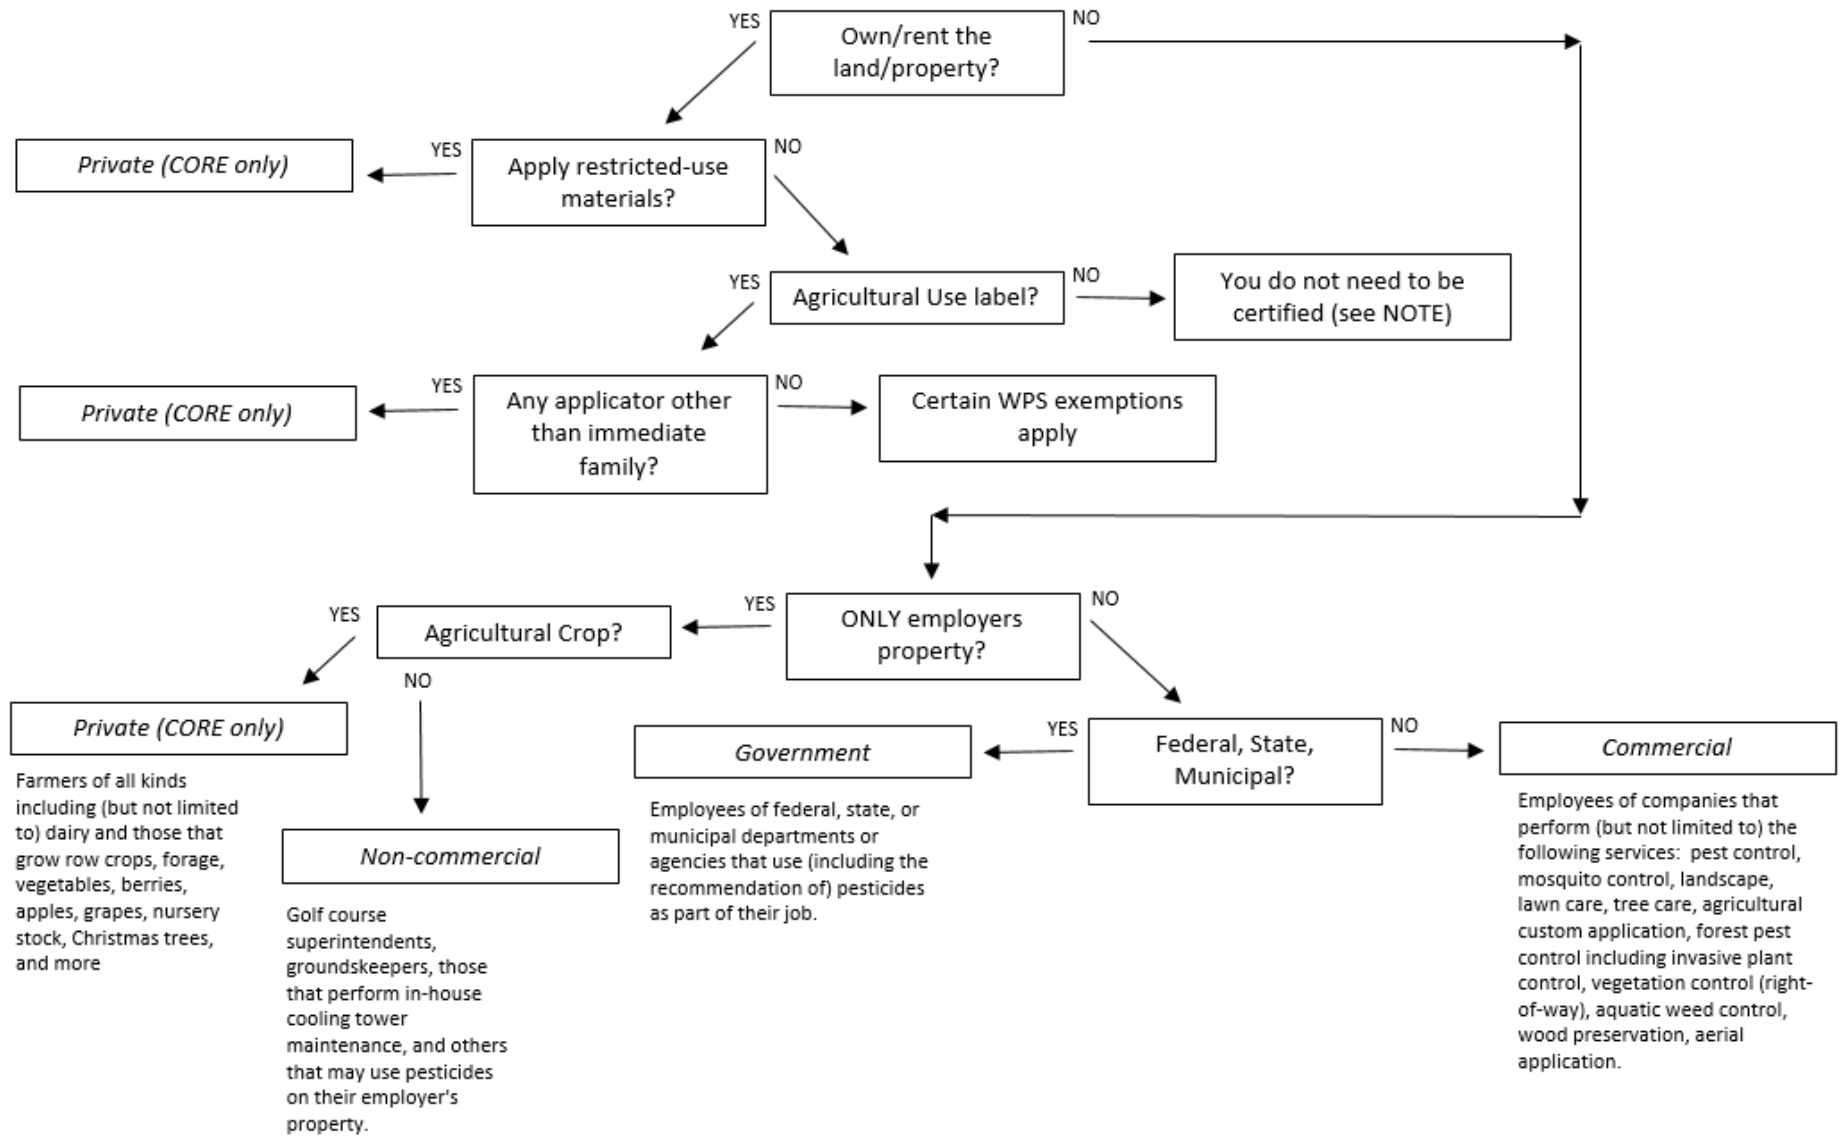 YES
Own/rent the
land/property?
NO
Private (CORE only)
YES
Apply restricted-use
materials?
NO
YES
Agricultural Use label?
NO
You do not need to be
certified (see NOTE)
Private (CORE only)
YES
Any applicator other
than immediate
family?
NO
Certain WPS exemptions
apply
YES
Agricultural Crop?
NO
YES
ONLY employers
property?
NO
Private (CORE only)
Farmers of all kinds
including (but not limited
to) dairy and those that
grow row crops, forage,
vegetables, berries,
apples, grapes, nursery
stock, Christmas trees,
and more
Non-commercial
Golf course
superintendents,
groundskeepers, those
that perform in-house
cooling tower
maintenance, and others
that may use pesticides
on their employer's
property.
Government
Employees of federal, state, or
municipal departments or
agencies that use (including the
recommendation of) pesticides
as part of their job.
YES
Federal, State,
Municipal?
NO
Commercial
Employees of companies that
perform (but not limited to) the
following services:  pest control,
mosquito control, landscape,
lawn care, tree care, agricultural
custom application, forest pest
control including invasive plant
control, vegetation control (right-
of-way), aquatic weed control,
wood preservation, aerial
application.